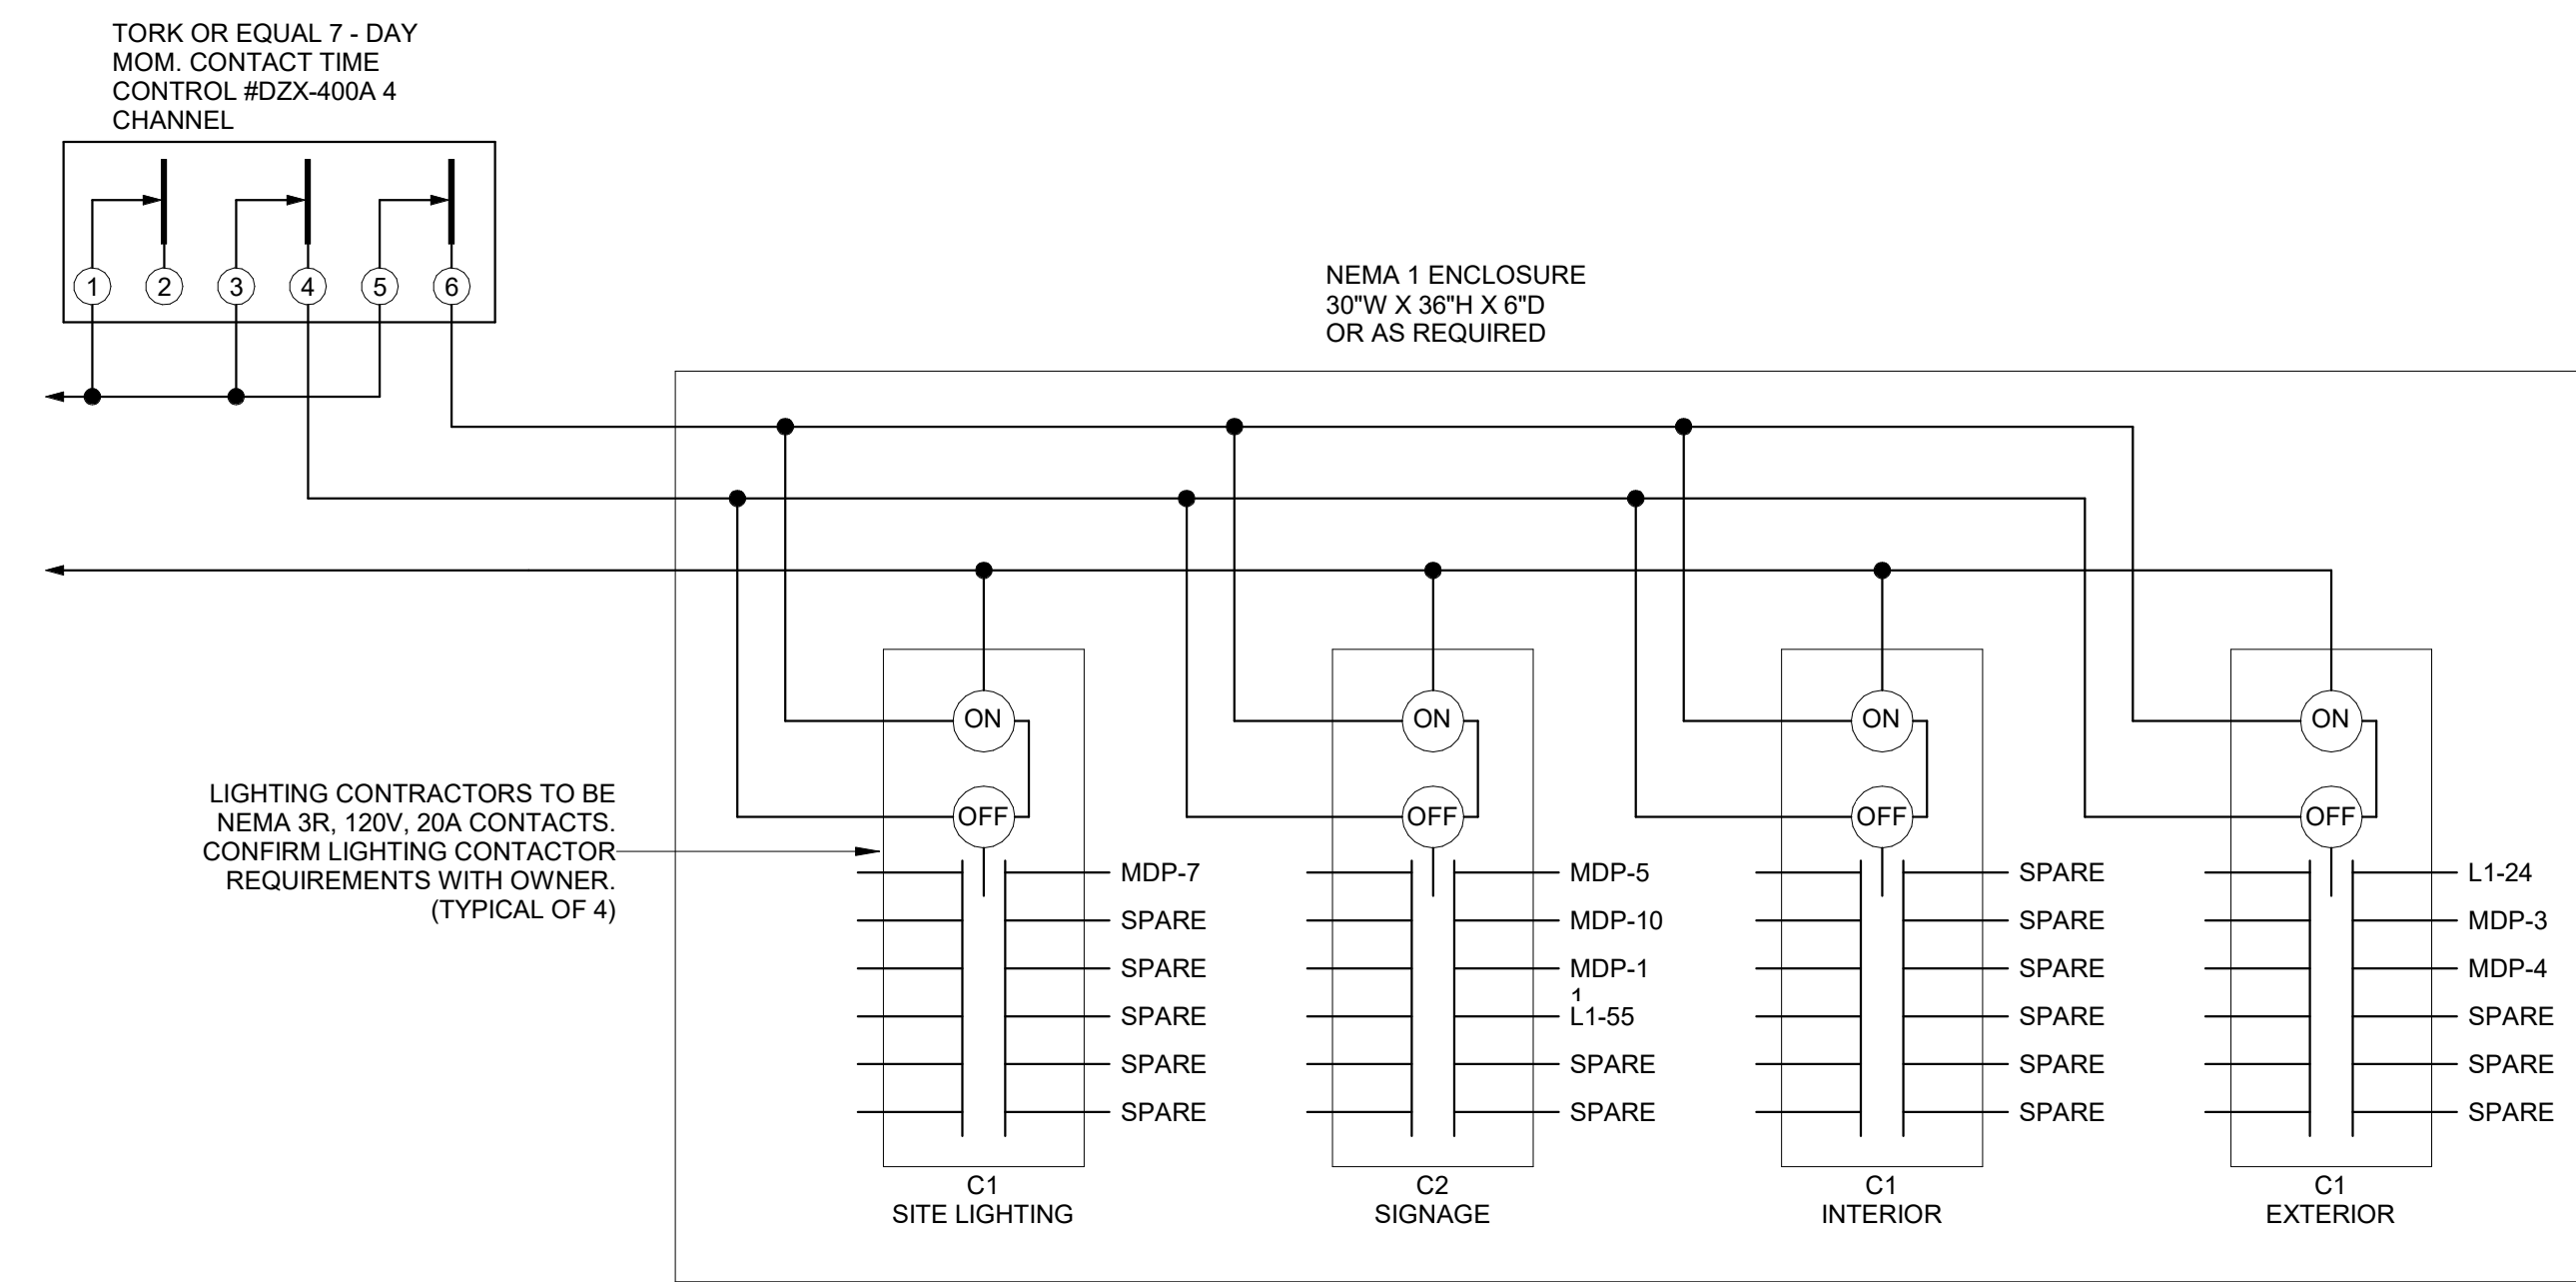 TORK OR EQUAL 7 - DAY
MOM. CONTACT TIME
CONTROL #DZX-400A 4
CHANNEL
1
2
3
4
5
6
NEMA 1 ENCLOSURE
30"W X 36"H X 6"D
OR AS REQUIRED
LIGHTING CONTRACTORS TO BE
NEMA 3R, 120V, 20A CONTACTS.
CONFIRM LIGHTING CONTACTOR
REQUIREMENTS WITH OWNER.
(TYPICAL OF 4)
ON
OFF
MDP-7
SPARE
SPARE
SPARE
SPARE
SPARE
C1
SITE LIGHTING
ON
OFF
MDP-5
MDP-10
MDP-1
1
L1-55
SPARE
SPARE
C2
SIGNAGE
ON
OFF
SPARE
SPARE
SPARE
SPARE
SPARE
SPARE
C1
INTERIOR
ON
OFF
L1-24
MDP-3
MDP-4
SPARE
SPARE
SPARE
C1
EXTERIOR